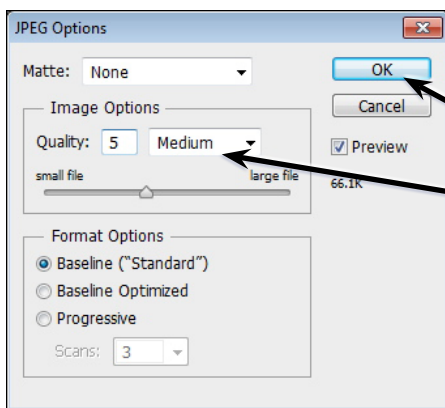 JPEG Options
Matte: None
OK
Image Options
Cancel
Quality: 5 Medium
Preview
small file large file
66.1K
Format Options
Baseline (“Standard”)
Baseline Optimized
Progressive
Scans: 3